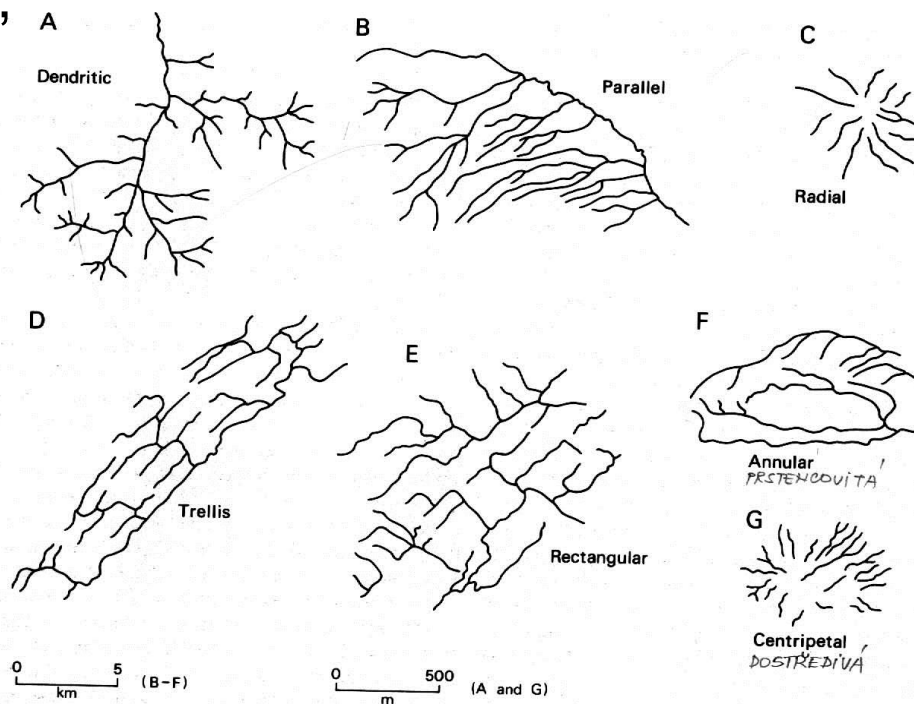 A
Dendritic
B
Parallel
C
Radial
D
Trellis
E
Rectangular
F
Annular
PRSTENCOVITÁ
G
Centripetal
DOSTŘEDIVÁ
0 5
km
(B–F)
0 500
m
(A and G)